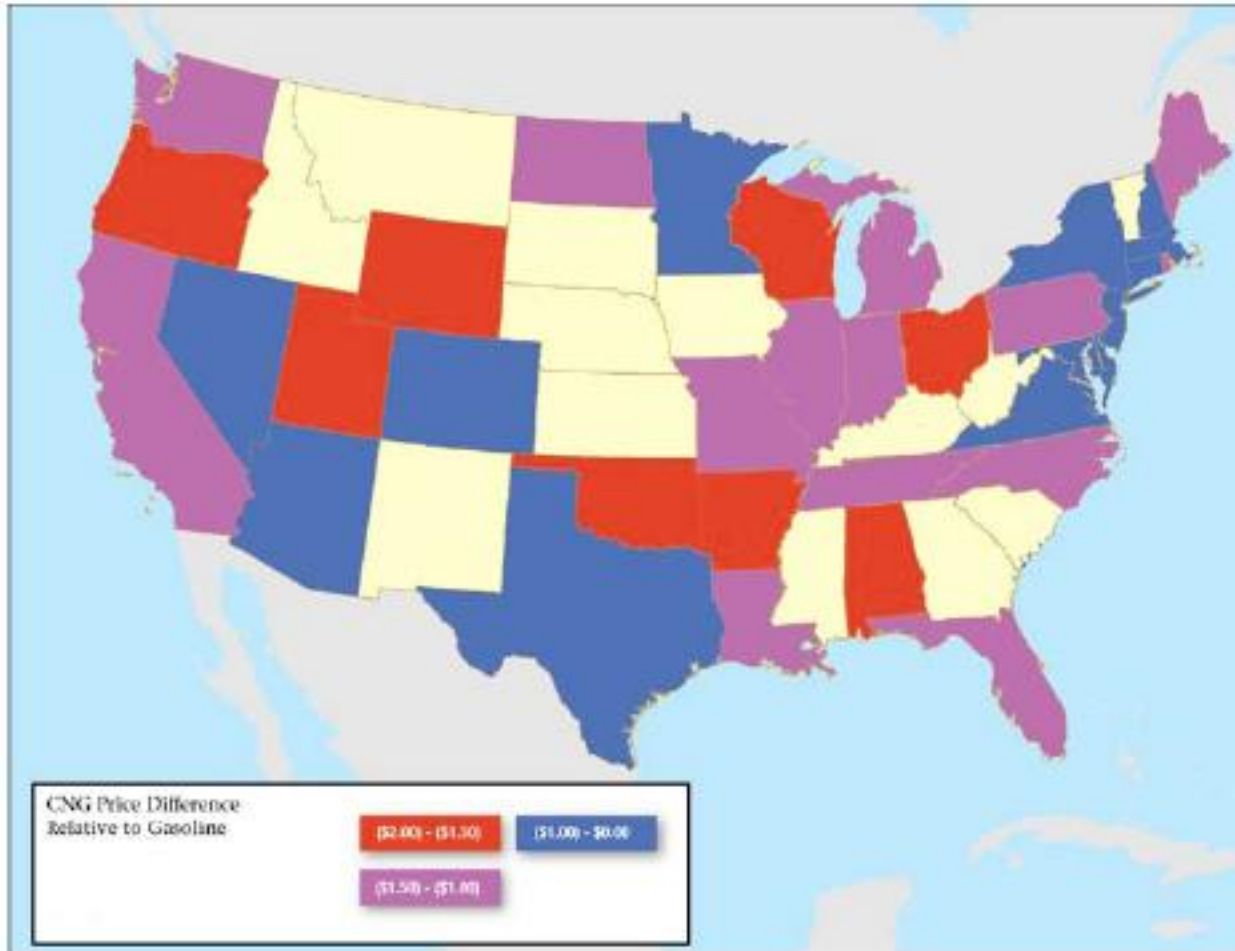 CNG Price Difference
Relative to Gasoline
($2.00) - ($1.50) ($1.00) - $0.00
($1.50) - ($1.00)